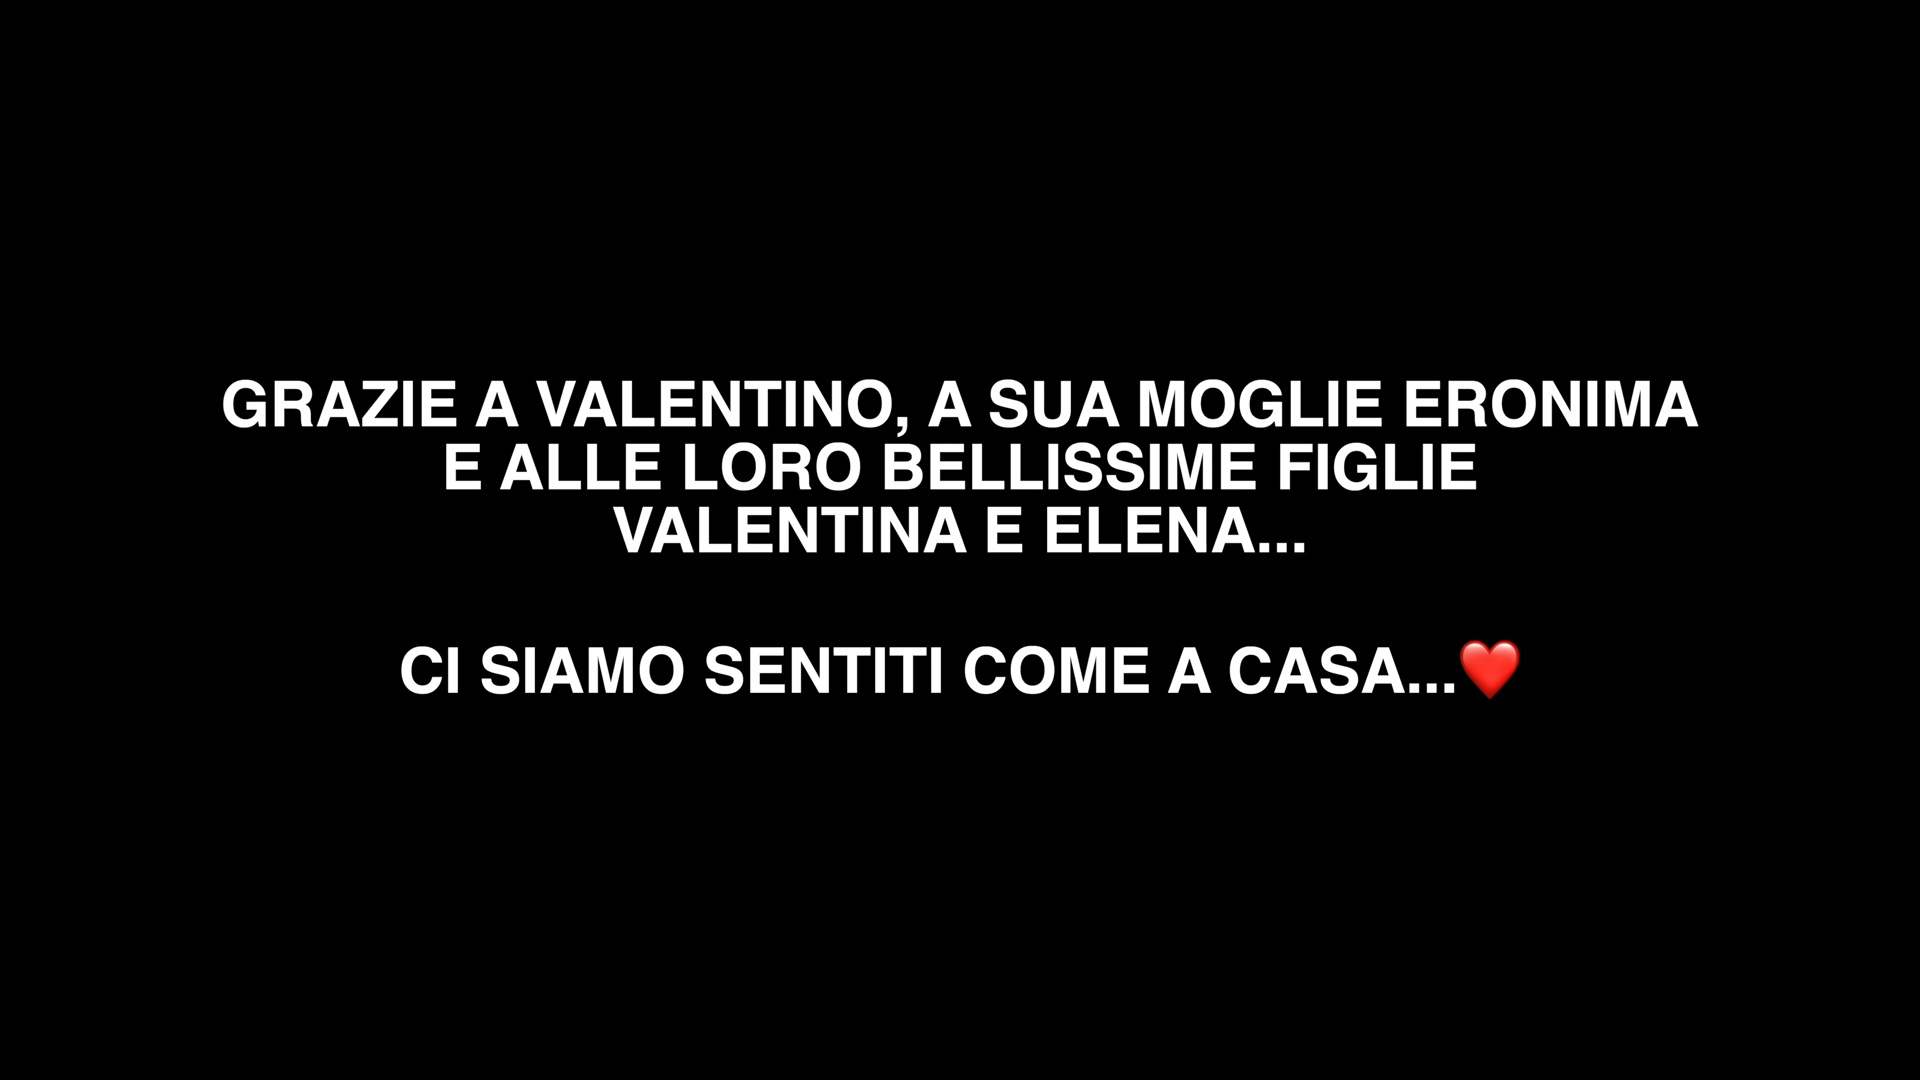 GRAZIE A VALENTINO, A SUA MOGLIE ERONIMA
E ALLE LORO BELLISSIME FIGLIE
VALENTINA E ELENA...
CI SIAMO SENTITI COME A CASA...❤️